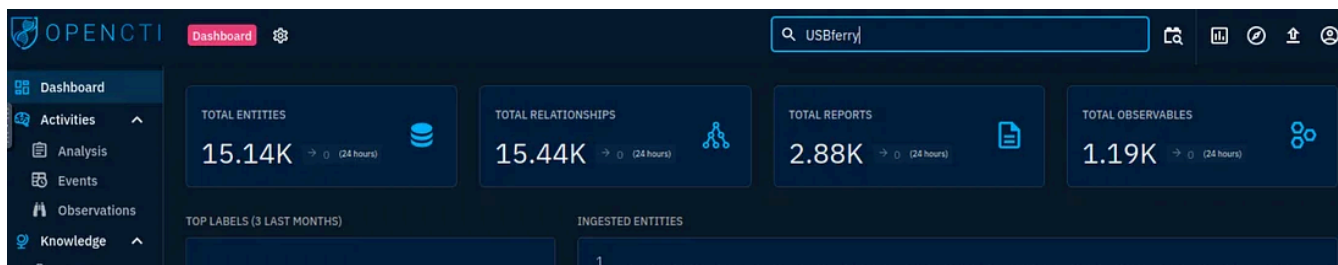 OPENCTI
Dashboard
USBferry
Dashboard
Activities
Analysis
Events
Observations
Knowledge
TOTAL ENTITIES
15.14K → 0 (24 hours)
TOTAL RELATIONSHIPS
15.44K → 0 (24 hours)
TOTAL REPORTS
2.88K → 0 (24 hours)
TOTAL OBSERVABLES
1.19K → 0 (24 hours)
TOP LABELS (3 LAST MONTHS)
INGESTED ENTITIES
1